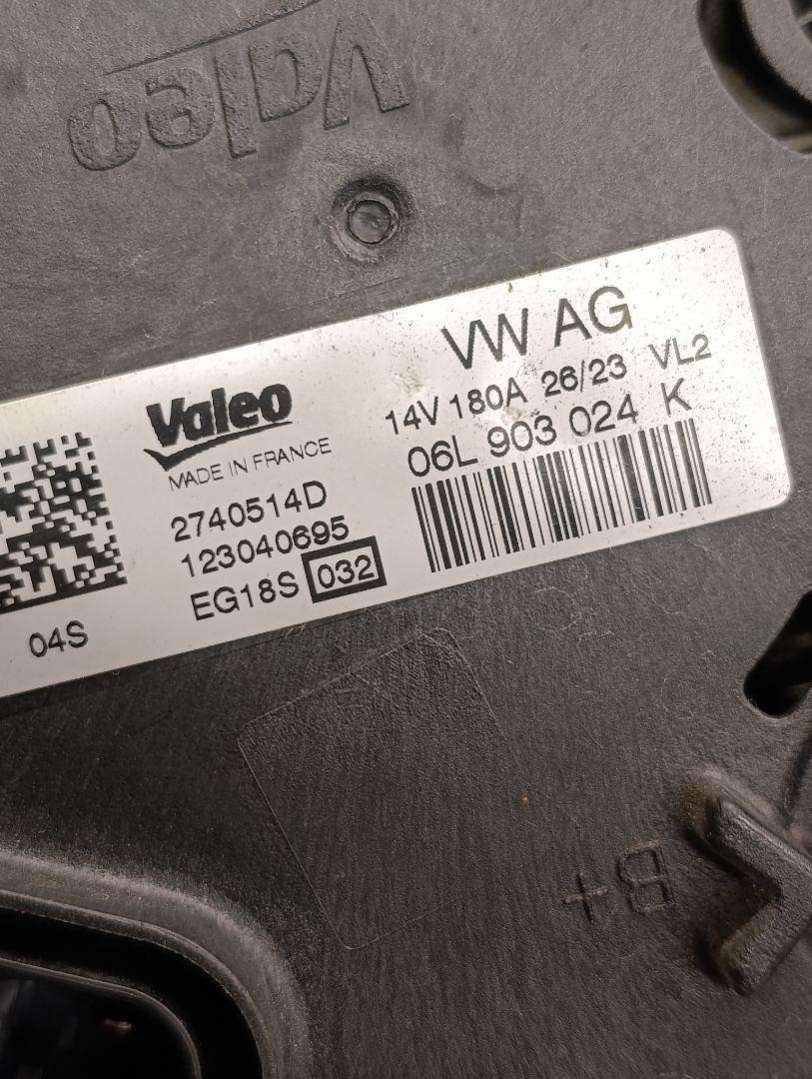 Valeo
VW AG
14V 180A 26/23 VL2
06L 903 024 K
Valeo
MADE IN FRANCE
2740514D
123040695
EG18S 032
04S
B+